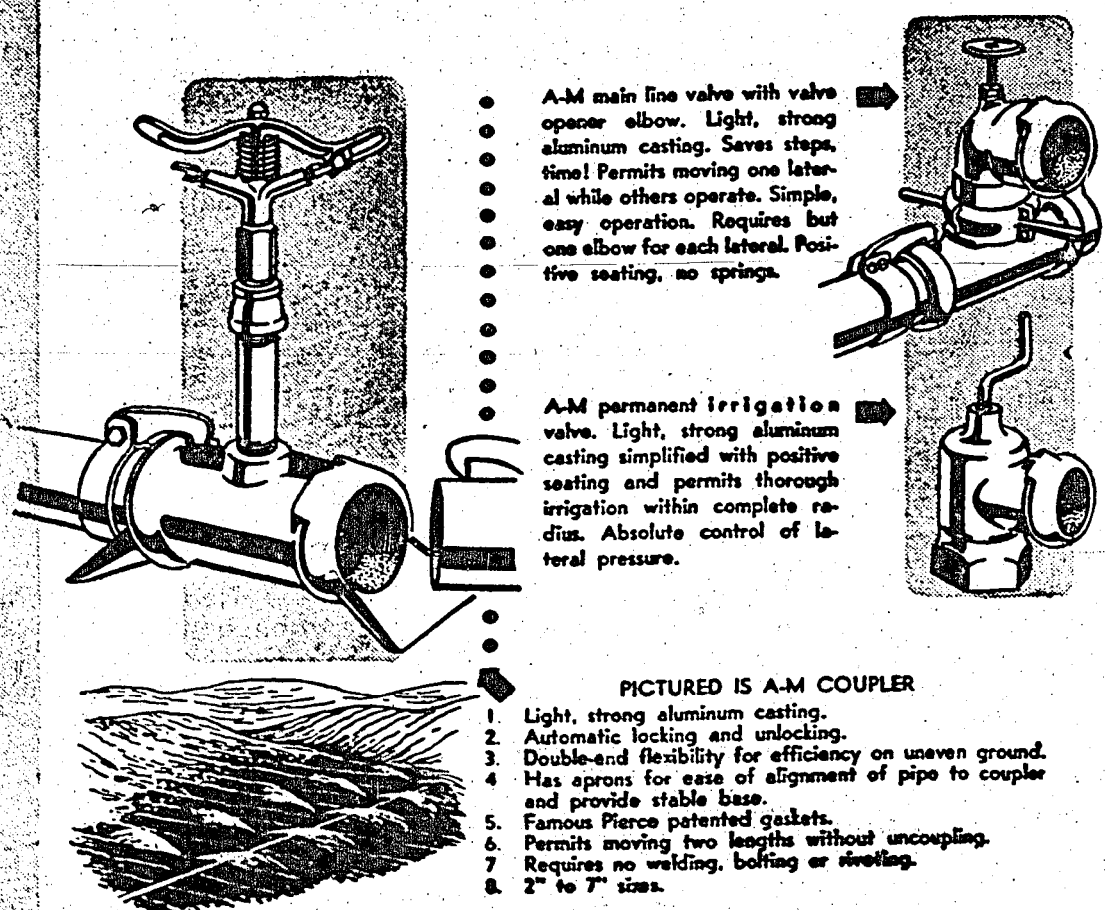 A-M main line valve with valve
opener elbow. Light, strong
aluminum casting. Saves steps,
time! Permits moving one later-
al while others operate. Simple,
easy operation. Requires but
one elbow for each lateral. Posi-
tive seating, no springs.
A-M permanent irrigation
valve. Light, strong aluminum
casting simplified with positive
seating and permits thorough
irrigation within complete ra-
dius. Absolute control of la-
teral pressure.
PICTURED IS A-M COUPLER
1. Light, strong aluminum casting.
2. Automatic locking and unlocking.
3. Double-end flexibility for efficiency on uneven ground.
4 Has aprons for ease of alignment of pipe to coupler
and provide stable base.
5. Famous Pierce patented gaskets.
6. Permits moving two lengths without uncoupling.
7 Requires no welding, bolting or riveting.
8. 2" to 7" sizes.